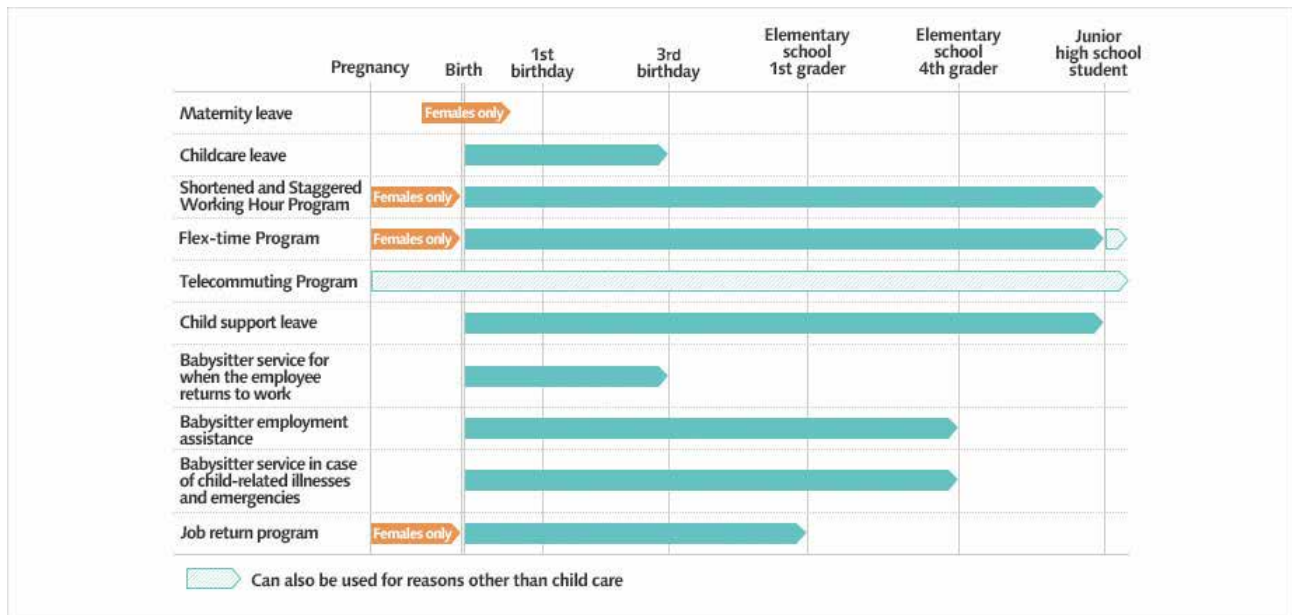 Pregnancy
Birth
1st
birthday
3rd
birthday
Elementary
school
1st grader
Elementary
school
4th grader
Junior
high school
student
Maternity leave
Females only
Childcare leave
Shortened and Staggered
Working Hour Program
Females only
Flex-time Program
Females only
Telecommuting Program
Child support leave
Babysitter service for
when the employee
returns to work
Babysitter employment
assistance
Babysitter service in case
of child-related illnesses
and emergencies
Job return program
Females only
Can also be used for reasons other than child care